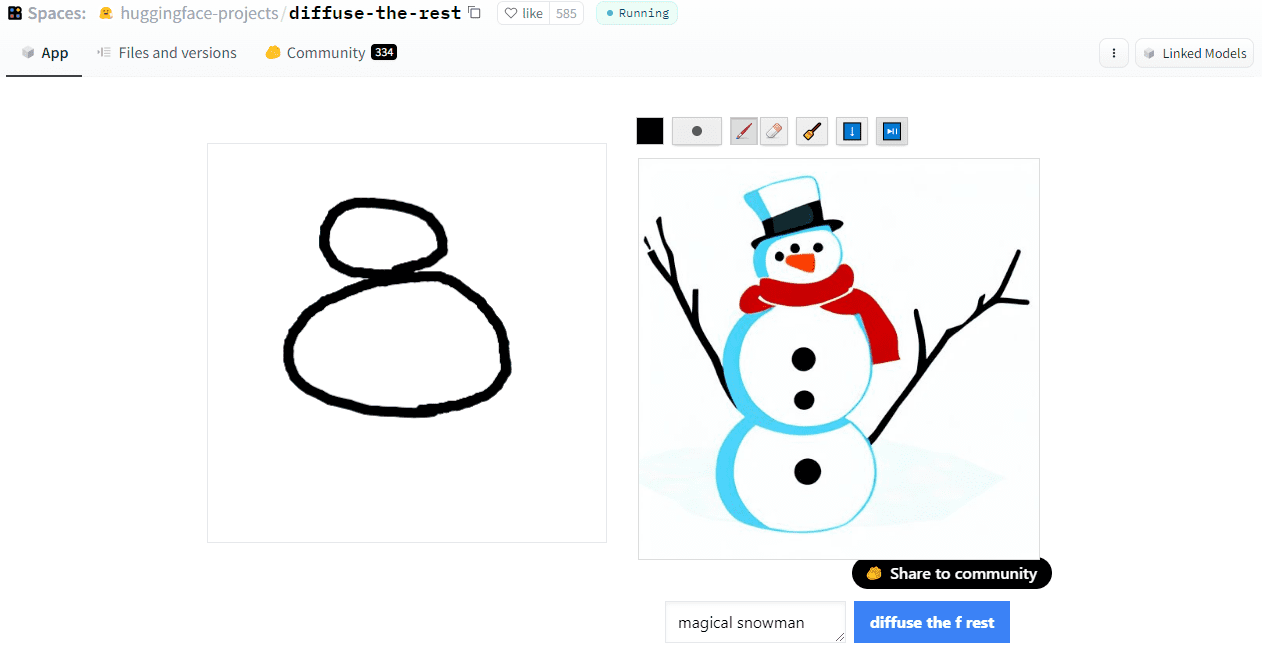 Spaces: huggingface-projects/diffuse-the-rest like 585 Running
App Files and versions Community 334 Linked Models
Share to community
magical snowman diffuse the f rest